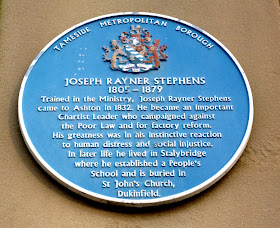 TAMESIDE METROPOLITAN BOROUGH
JOSEPH RAYNER STEPHENS
1805 - 1879
Trained in the Ministry, Joseph Rayner Stephens
came to Ashton in 1832. He became an important
Chartist Leader who campaigned against
the Poor Law and for factory reform.
His greatness was in his instinctive reaction
to human distress and social injustice.
In later life he lived in Stalybridge
where he established a People's
School and is buried in
St John's Church,
Dukinfield.